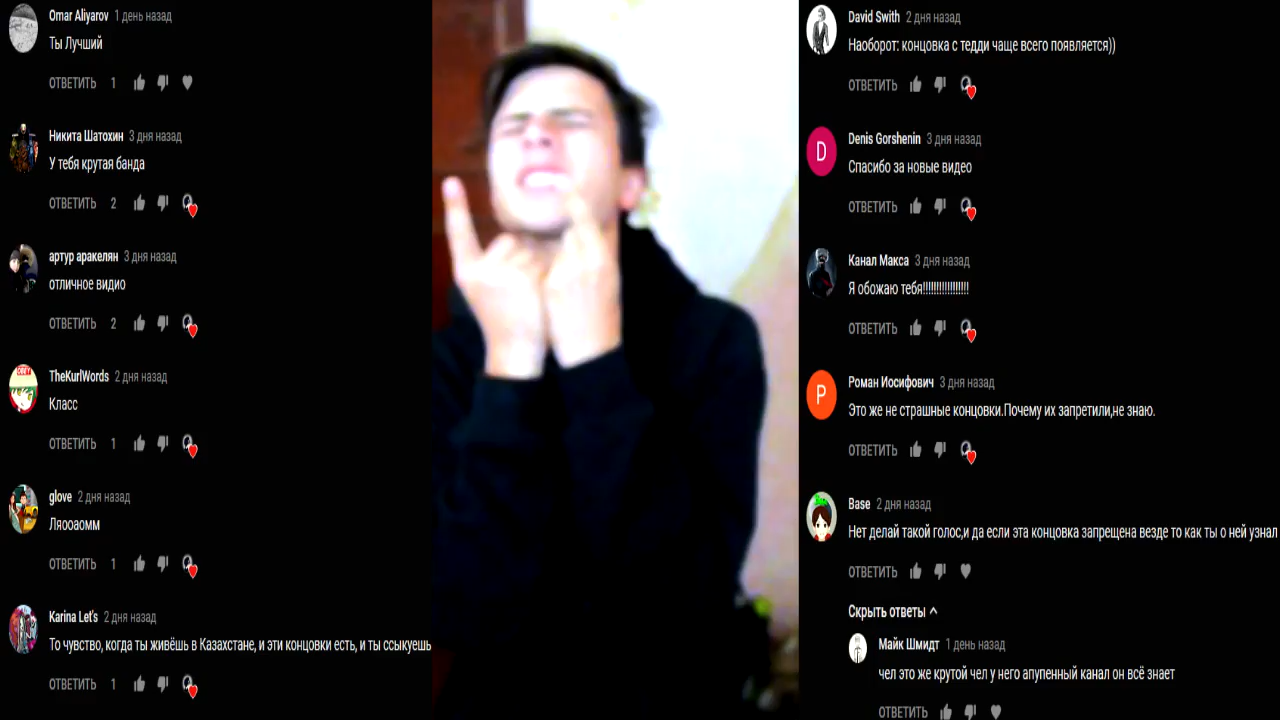 Omar Aliyarov 1 день назад
Ты Лучший
ОТВЕТИТЬ 1
Никита Шатохин 3 дня назад
У тебя крутая банда
ОТВЕТИТЬ 2
артур аракелян 3 дня назад
отличное видио
ОТВЕТИТЬ 2
TheKurlWords 2 дня назад
Класс
ОТВЕТИТЬ 1
glove 2 дня назад
Ляооаомм
ОТВЕТИТЬ 1
Karina Let's 2 дня назад
То чувство, когда ты живёшь в Казахстане, и эти концовки есть, и ты ссыкуешь
ОТВЕТИТЬ 1
David Swith 2 дня назад
Наоборот: концовка с тедди чаще всего появляется))
ОТВЕТИТЬ
D
Denis Gorshenin 3 дня назад
Спасибо за новые видео
ОТВЕТИТЬ
Канал Макса 3 дня назад
Я обожаю тебя!!!!!!!!!!!!!!!!!
ОТВЕТИТЬ
Р
Роман Иосифович 3 дня назад
Это же не страшные концовки.Почему их запретили,не знаю.
ОТВЕТИТЬ
Base 2 дня назад
Нет делай такой голос,и да если эта концовка запрещена везде то как ты о ней узнал
ОТВЕТИТЬ
Скрыть ответы
Майк Шмидт 1 день назад
чел это же крутой чел у него апупенный канал он всё знает
ОТВЕТИТЬ